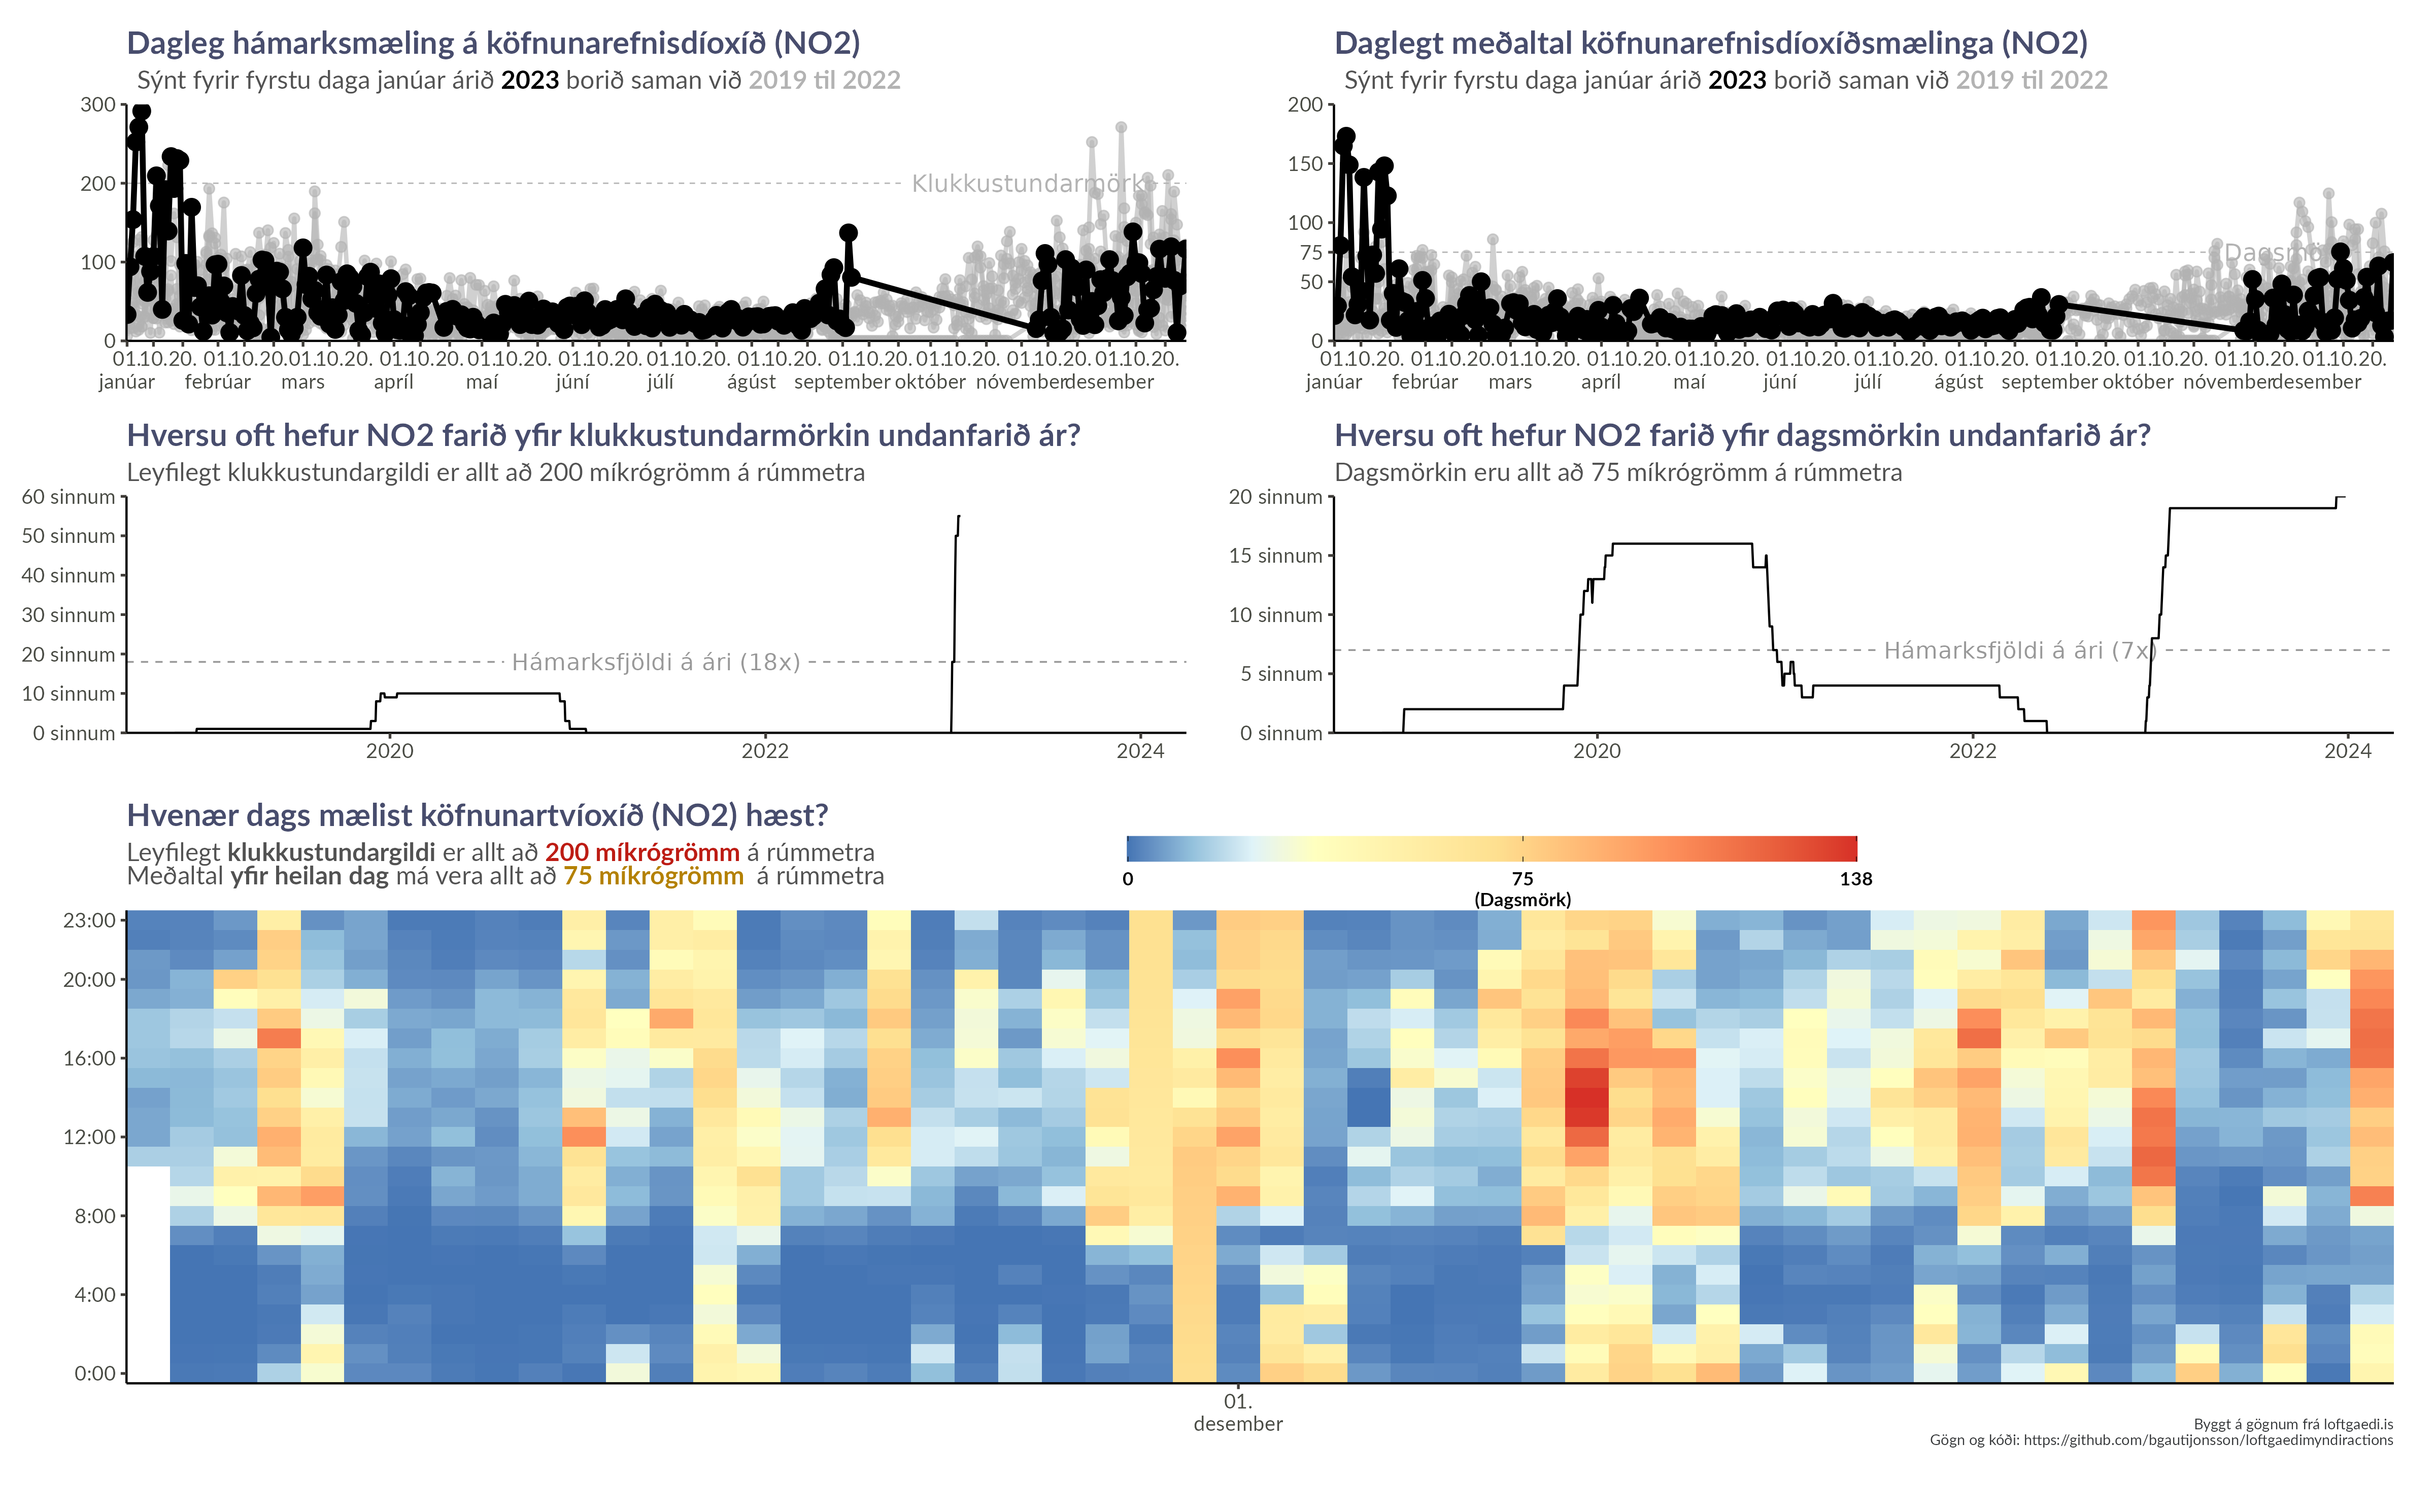 Dagleg hámarksmæling á köfnunarefnisdíoxíð (NO2)
Sýnt fyrir fyrstu daga janúar árið 2023 borið saman við 2019 til 2022
300
200
100
0
Klukkustundarmörk
01. 10. 20. 01. 10. 20. 01. 10. 20. 01. 10. 20. 01. 10. 20. 01. 10. 20. 01. 10. 20. 01. 10. 20. 01. 10. 20. 01. 10. 20. 01. 10. 20. 01. 10. 20.
janúar febrúar mars apríl maí júní júlí ágúst september október nóvember desember
Daglegt meðaltal köfnunarefnisdíoxíðsmælinga (NO2)
Sýnt fyrir fyrstu daga janúar árið 2023 borið saman við 2019 til 2022
200
150
100
75
50
0
Dagsmö
01. 10. 20. 01. 10. 20. 01. 10. 20. 01. 10. 20. 01. 10. 20. 01. 10. 20. 01. 10. 20. 01. 10. 20. 01. 10. 20. 01. 10. 20. 01. 10. 20. 01. 10. 20.
janúar febrúar mars apríl maí júní júlí ágúst september október nóvember desember
Hversu oft hefur NO2 farið yfir klukkustundarmörkin undanfarið ár?
Leyfilegt klukkustundargildi er allt að 200 míkrógrömm á rúmmetra
60 sinnum
50 sinnum
40 sinnum
30 sinnum
20 sinnum
10 sinnum
0 sinnum
Hámarksfjöldi á ári (18x)
2020 2022 2024
Hversu oft hefur NO2 farið yfir dagsmörkin undanfarið ár?
Dagsmörkin eru allt að 75 míkrógrömm á rúmmetra
20 sinnum
15 sinnum
10 sinnum
5 sinnum
0 sinnum
Hámarksfjöldi á ári (7x)
2020 2022 2024
Hvenær dags mælist köfnunartvíoxíð (NO2) hæst?
Leyfilegt klukkustundargildi er allt að 200 míkrógrömm á rúmmetra
Meðaltal yfir heilan dag má vera allt að 75 míkrógrömm á rúmmetra
0 75 138
(Dagsmörk)
23:00
20:00
16:00
12:00
8:00
4:00
0:00
01.
desember
Byggt á gögnum frá loftgaedi.is
Gögn og kóði: https://github.com/bgautijonsson/loftgaedimyndiractions